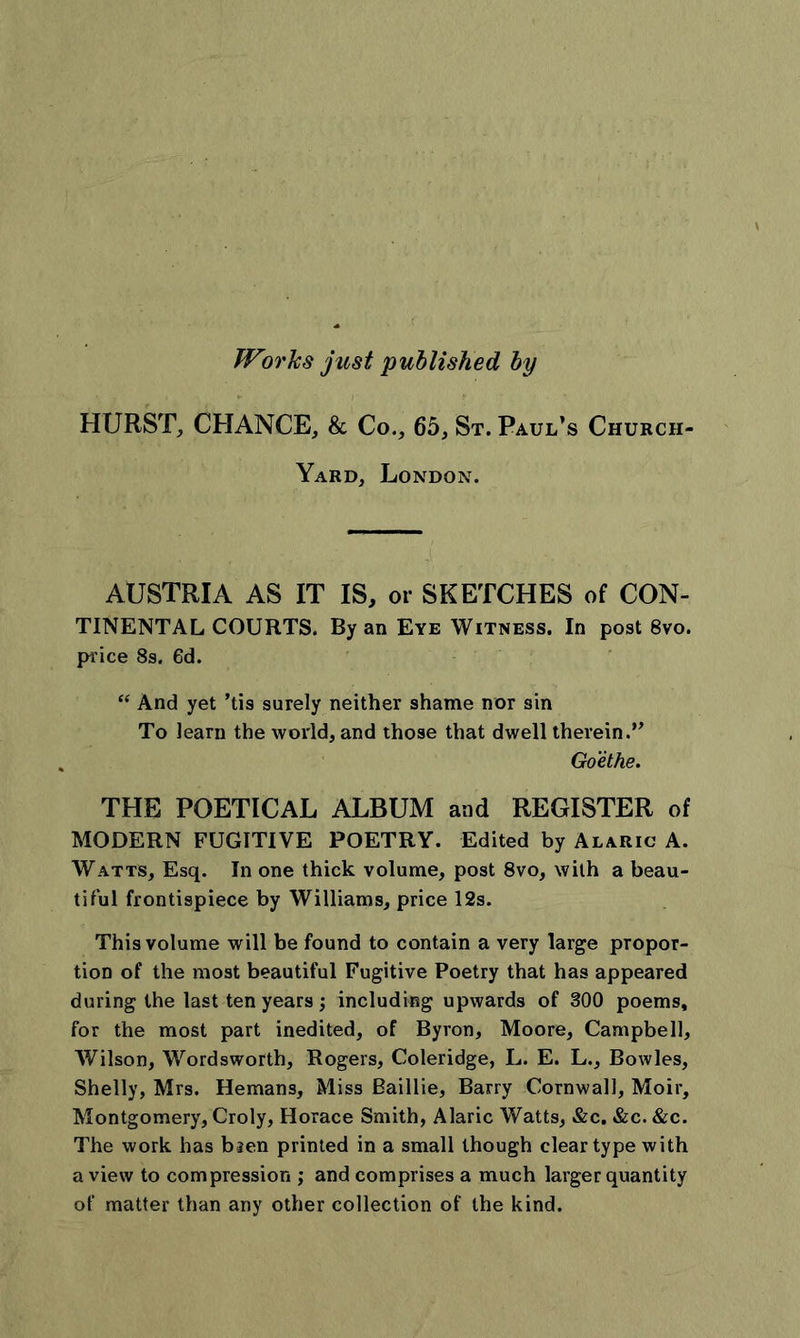 Works just published by
HURST, CHANCE, & Co., 65, St. Paul's Church-
Yard, London.
AUSTRIA AS IT IS, or SKETCHES of CON-
TINENTAL COURTS. By an Eye Witness. In post 8vo.
price 8s. 6d.
“ And yet 'tis surely neither shame nor sin
To learn the world, and those that dwell therein.”
Goëthe.
THE POETICAL ALBUM and REGISTER of
MODERN FUGITIVE POETRY. Edited by Alaric A.
Watts, Esq. In one thick volume, post 8vo, with a beau-
tiful frontispiece by Williams, price 12s.
This volume will be found to contain a very large propor-
tion of the most beautiful Fugitive Poetry that has appeared
during the last ten years ; including upwards of 300 poems,
for the most part inedited, of Byron, Moore, Campbell,
Wilson, Wordsworth, Rogers, Coleridge, L. E. L., Bowles,
Shelly, Mrs. Hemans, Miss Baillie, Barry Cornwall, Moir,
Montgomery, Croly, Horace Smith, Alaric Watts, &c. &c. &c.
The work has been printed in a small though clear type with
a view to compression ; and comprises a much larger quantity
of matter than any other collection of the kind.